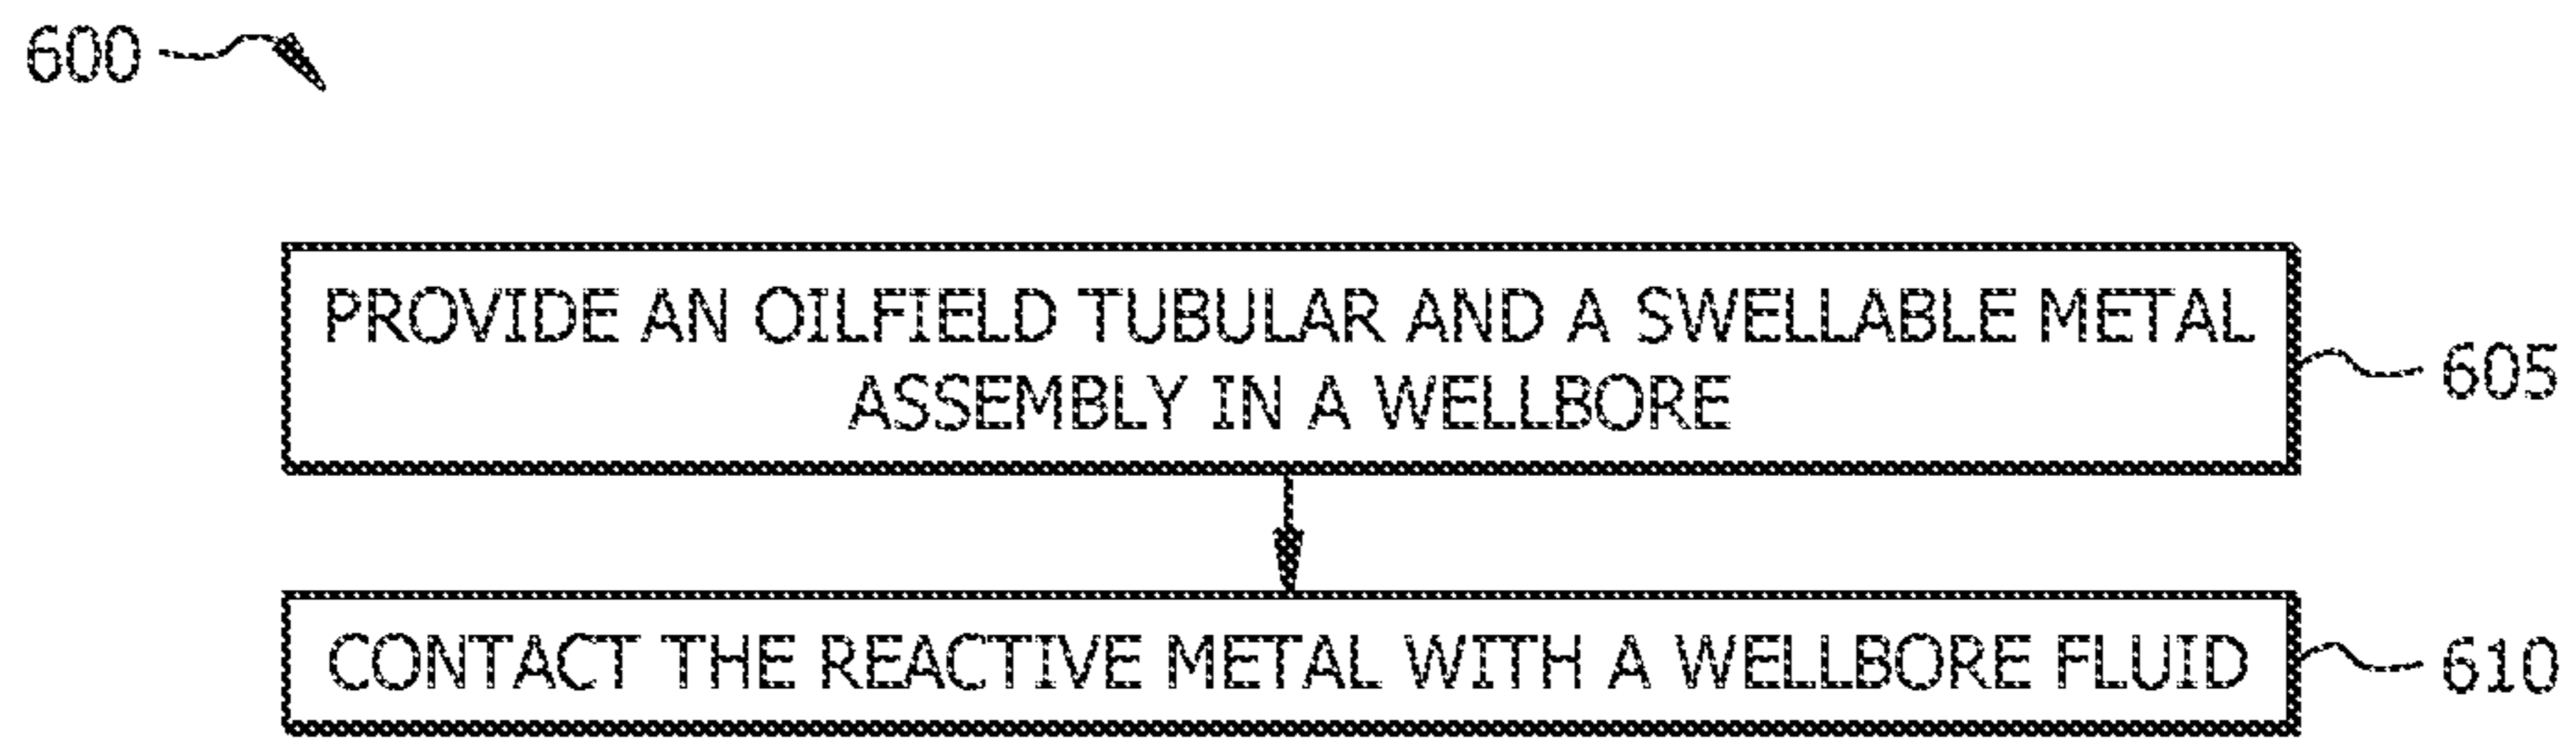 600
PROVIDE AN OILFIELD TUBULAR AND A SWELLABLE METAL
ASSEMBLY IN A WELLBORE
605
CONTACT THE REACTIVE METAL WITH A WELLBORE FLUID
610